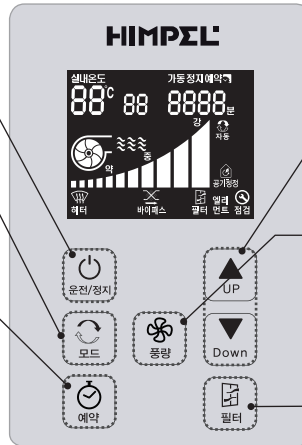 HIMPEL
실내온도 가동정지예약
88℃ 88 8888분
강
자동
중
약
공기청정
히터 바이패스 필터 엘레먼트 점검
운전/정지
UP
모드
풍량
Down
예약
필터